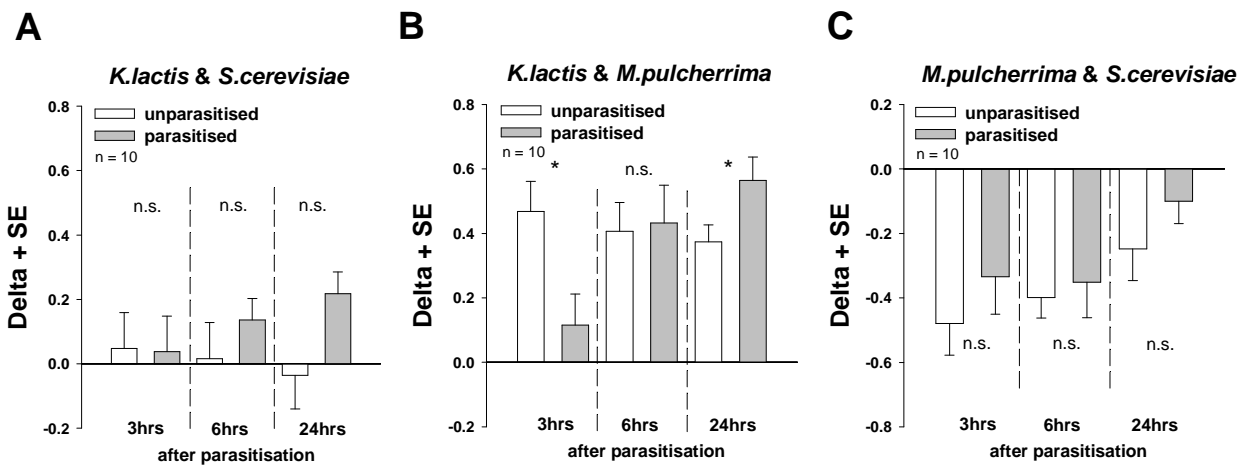 A
K.lactis & S.cerevisiae
unparasitised
parasitised
n = 10
n.s.
n.s.
n.s.
0.8
0.6
0.4
0.2
0.0
-0.2
Delta + SE
3hrs
6hrs
24hrs
after parasitisation
B
K.lactis & M.pulcherrima
unparasitised
parasitised
n = 10
*
n.s.
*
0.8
0.6
0.4
0.2
0.0
-0.2
Delta + SE
3hrs
6hrs
24hrs
after parasitisation
C
M.pulcherrima & S.cerevisiae
unparasitised
parasitised
n = 10
0.2
0.0
-0.2
-0.4
-0.6
-0.8
Delta + SE
n.s.
n.s.
n.s.
3hrs
6hrs
24hrs
after parasitisation